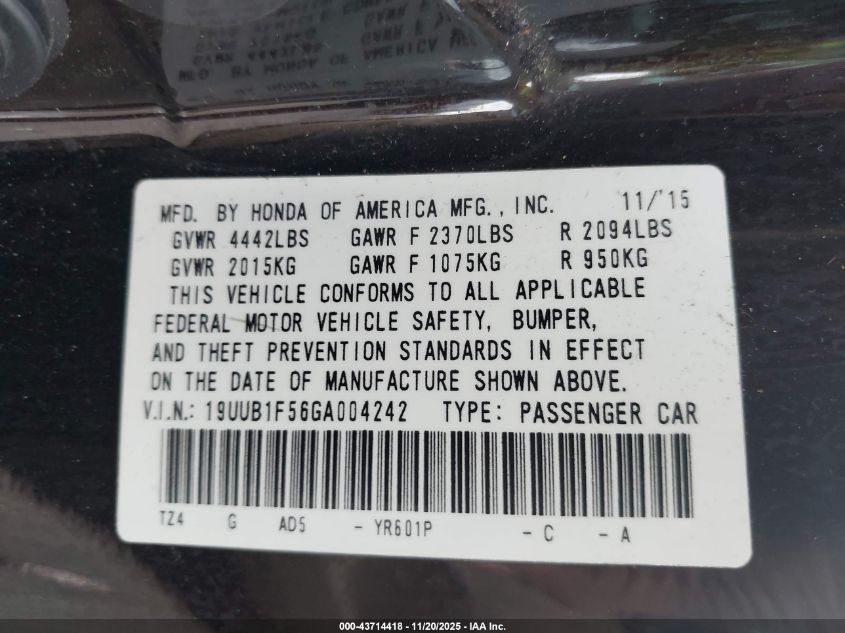 MFD. BY HONDA OF AMERICA MFG., INC. 11/'15
GVWR 4442LBS GAWR F 2370LBS R 2094LBS
GVWR 2015KG GAWR F 1075KG R 950KG
THIS VEHICLE CONFORMS TO ALL APPLICABLE
FEDERAL MOTOR VEHICLE SAFETY, BUMPER,
AND THEFT PREVENTION STANDARDS IN EFFECT
ON THE DATE OF MANUFACTURE SHOWN ABOVE.
V.I.N.: 19UUB1F56GA004242 TYPE: PASSENGER CAR
TZ4 G AD5 - YR601P - C - A
000-43714418 - 11/20/2025 - IAA Inc.